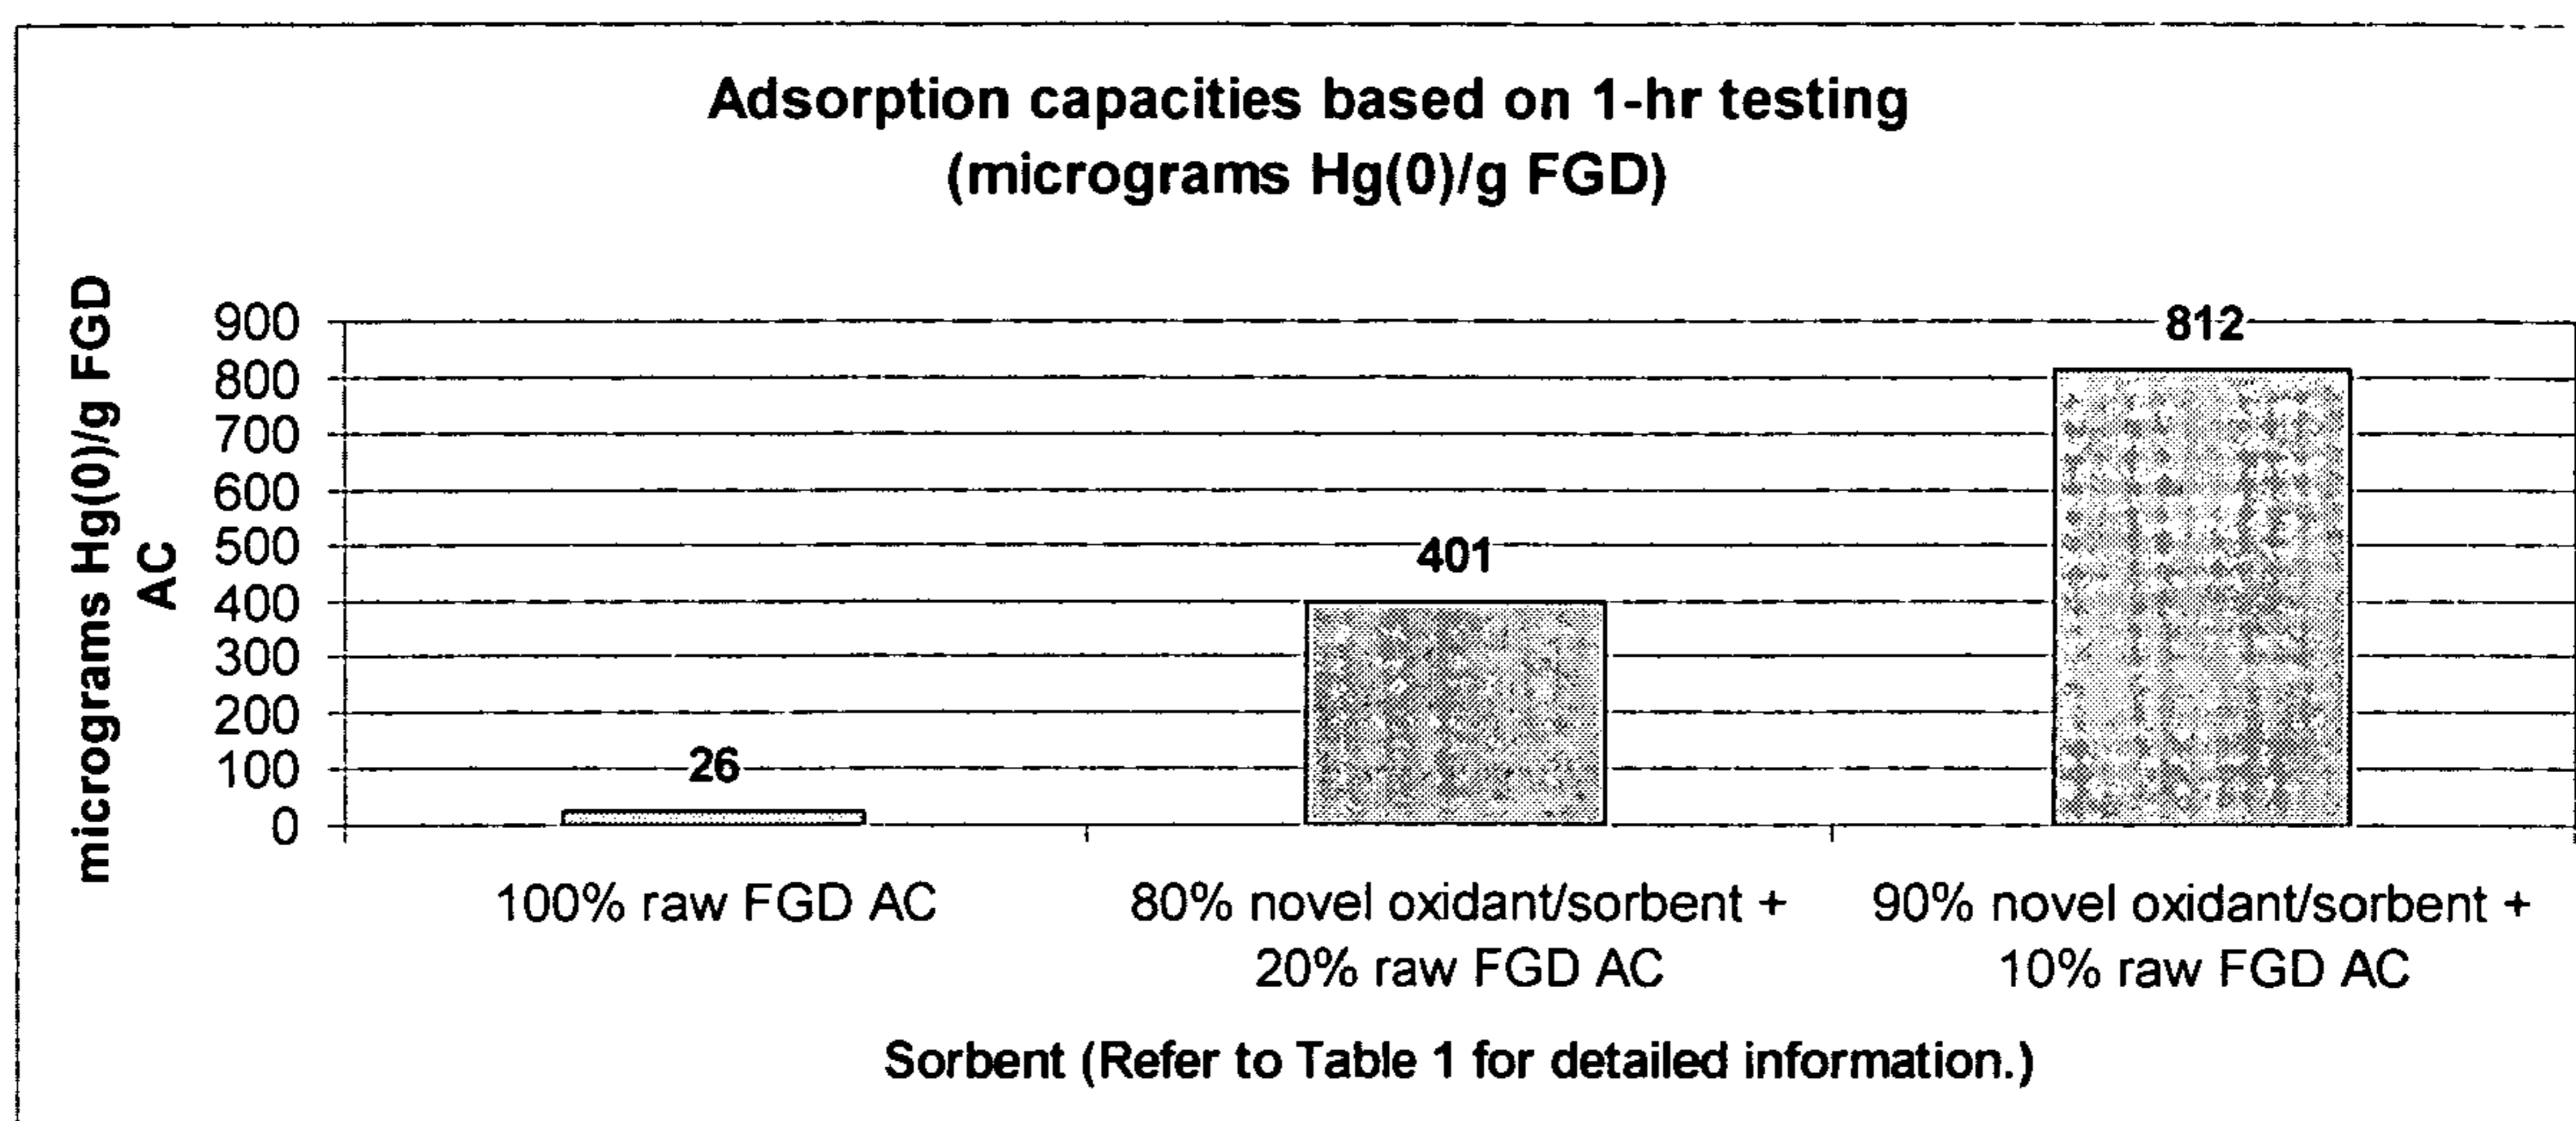 Adsorption capacities based on 1-hr testing
(micrograms Hg(0)/g FGD)
micrograms Hg(0)/g FGD
AC
900
800
700
600
500
400
300
200
100
0
26
401
812
100% raw FGD AC
80% novel oxidant/sorbent +
20% raw FGD AC
90% novel oxidant/sorbent +
10% raw FGD AC
Sorbent (Refer to Table 1 for detailed information.)